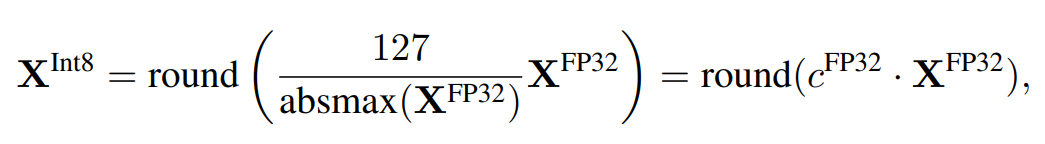 X^Int8 = round ( 127 / absmax(X^FP32) X^FP32 ) = round(c^FP32 · X^FP32),